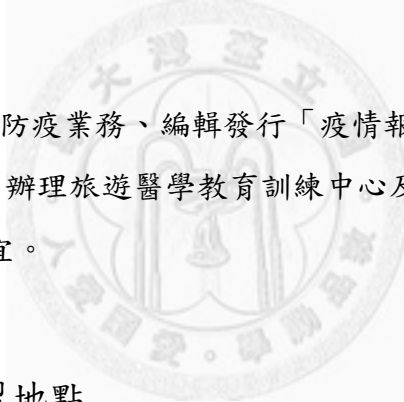 防疫業務、編輯發行「疫情報
辦理旅遊醫學教育訓練中心及
宜。
地點